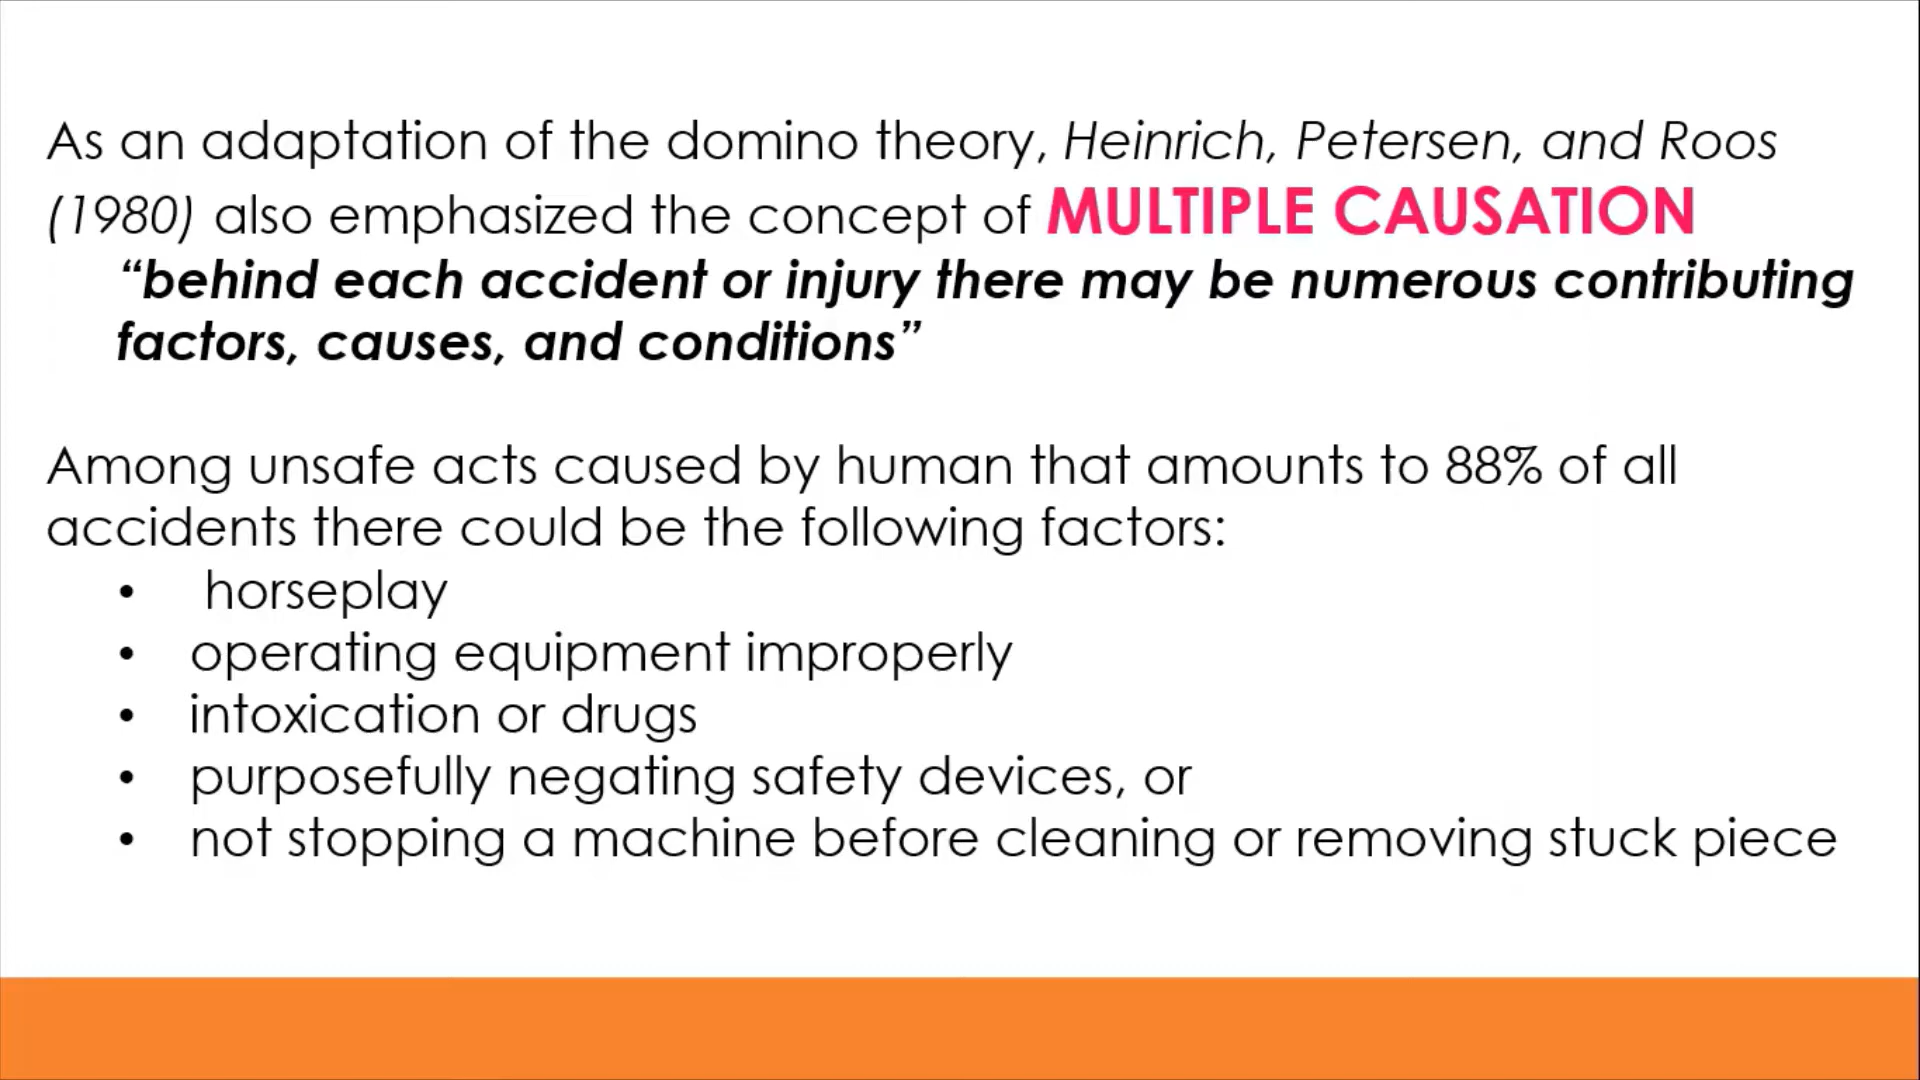 As an adaptation of the domino theory, Heinrich, Petersen, and Roos
(1980) also emphasized the concept of MULTIPLE CAUSATION
“behind each accident or injury there may be numerous contributing
factors, causes, and conditions”
Among unsafe acts caused by human that amounts to 88% of all
accidents there could be the following factors:
• horseplay
• operating equipment improperly
• intoxication or drugs
• purposefully negating safety devices, or
• not stopping a machine before cleaning or removing stuck piece